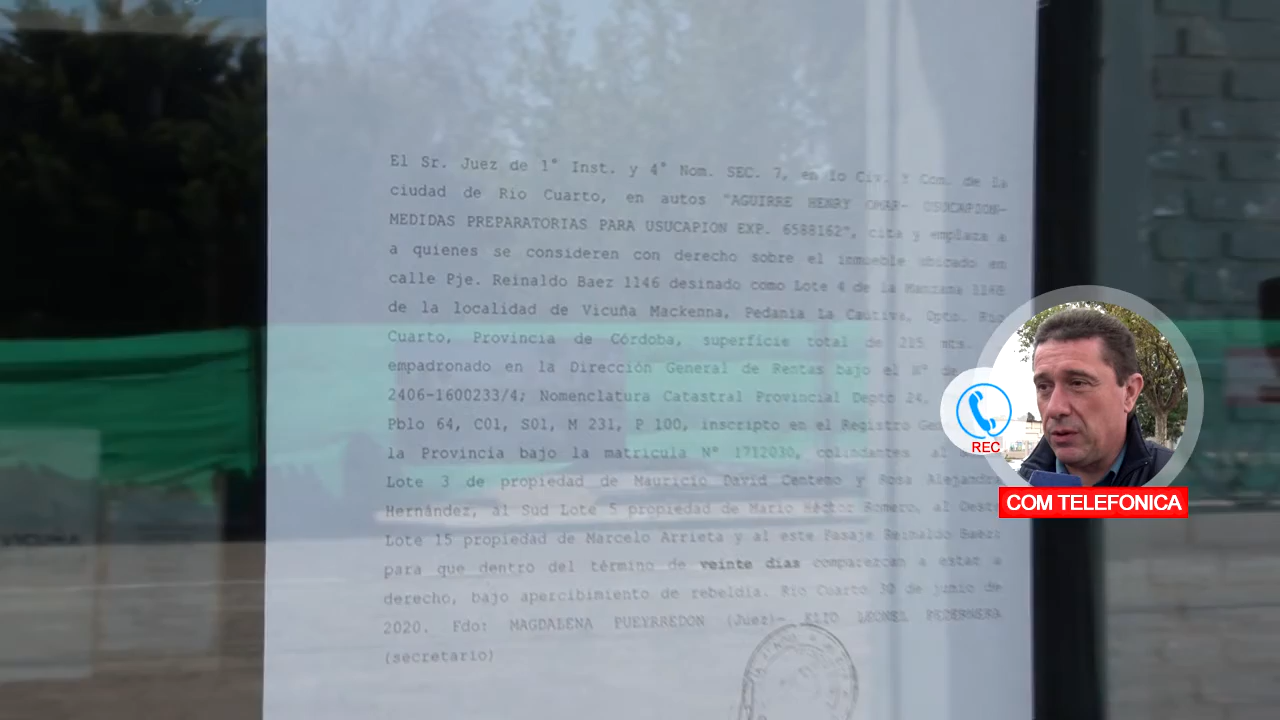 El Sr. Juez de 1° Inst. y 4° Nom. SEC. 7, en lo Civ. Y Com. de la
ciudad de Río Cuarto, en autos "AGUIRRE HENRY OMAR- USUCAPION-
MEDIDAS PREPARATORIAS PARA USUCAPION EXP. 6588162", cita y emplaza a
a quienes se consideren con derecho sobre el inmueble ubicado en
calle Pje. Reinaldo Baez 1146 desinado como Lote 4 de la Manzana
de la localidad de Vicuña Mackenna, Pedania La Cautiva, Dpto. Río
Cuarto, Provincia de Córdoba, superficie total de 215 mts.
empadronado en la Dirección General de Rentas bajo el N° de
2406-1600233/4; Nomenclatura Catastral Provincial Depto 24,
Pblo 64, C01, S01, M 231, P 100, inscripto en el Registro
la Provincia bajo la matricula N° 1712030, colindantes al
Lote 3 de propiedad de Mauricio David Centeno y Rosa Alejandra
Hernández, al Sud Lote 5 propiedad de Mario Héctor Romero, al Oeste
Lote 15 propiedad de Marcelo Arrieta y al este Pasaje Reinaldo Baez;
para que dentro del término de veinte días comparezcan a estar a
derecho, bajo apercibimiento de rebeldía. Río Cuarto 30 de junio de
2020. Fdo: MAGDALENA PUEYRREDON (Juez)- ELIO LEONEL PEDERNERA
(secretario)
VICUÑA
REC
COM TELEFONICA